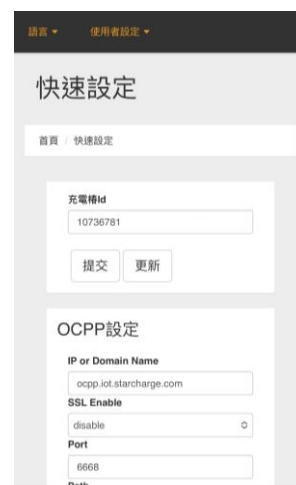 語言 使用者設定
快速設定
首頁 / 快速設定
充電樁Id
10736781
提交 更新
OCPP設定
IP or Domain Name
ocpp.iot.starcharge.com
SSL Enable
disable
Port
6668
Path